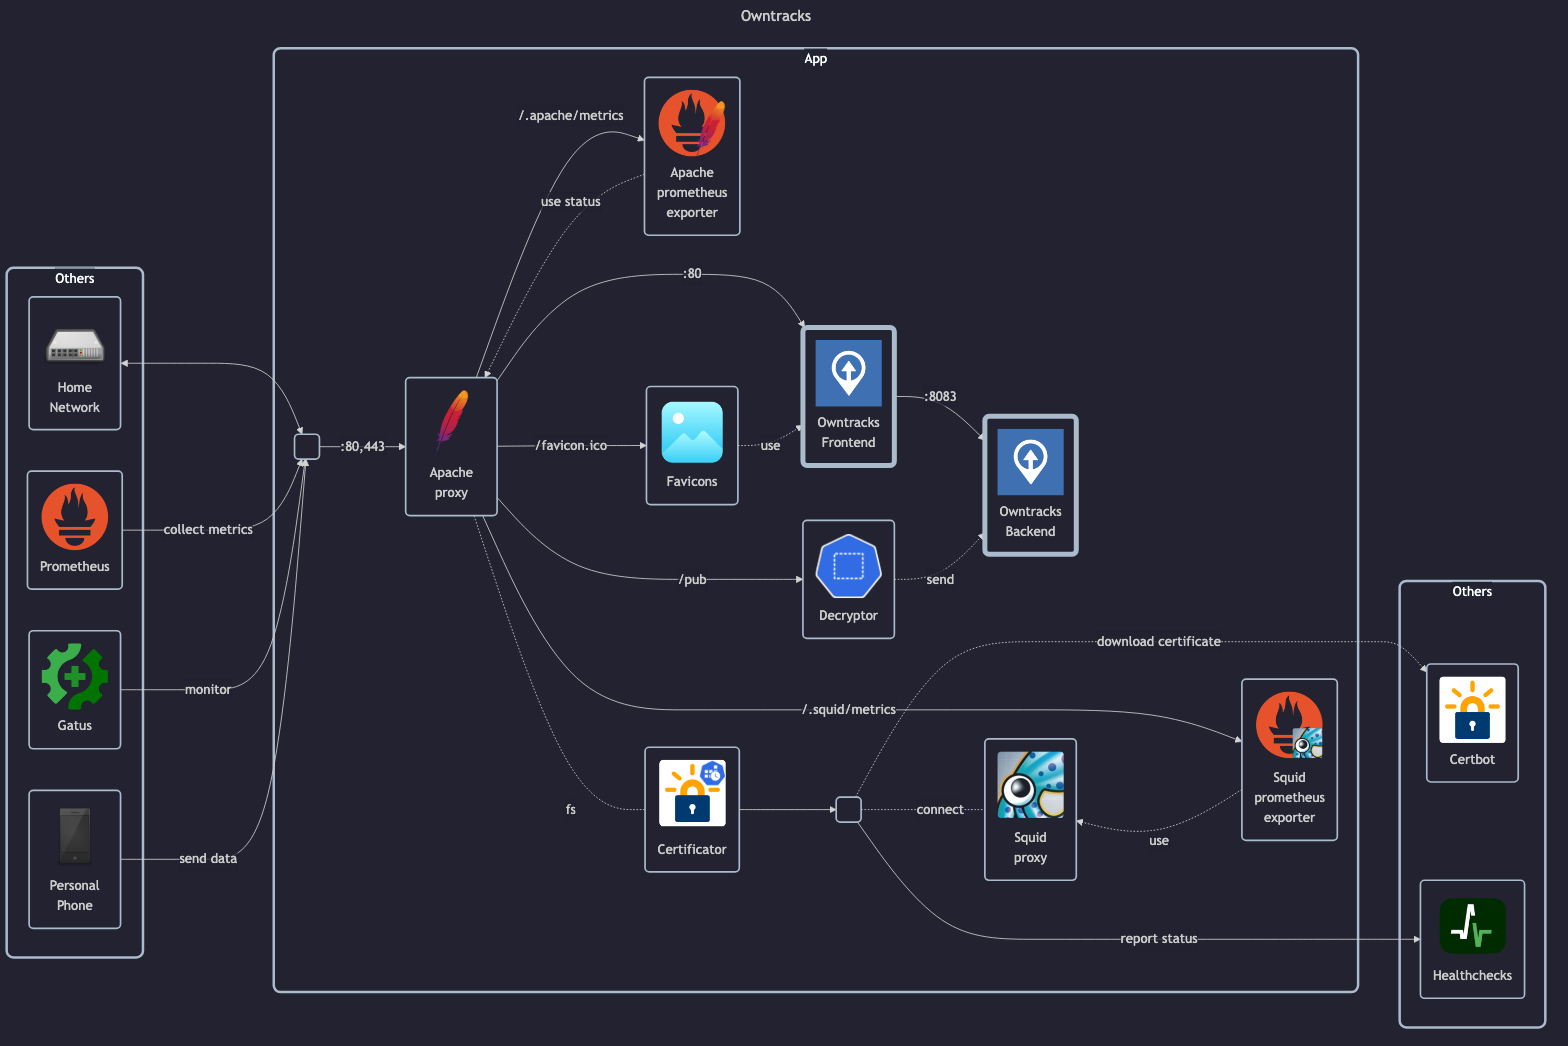 Owntracks
App
/.apache/metrics
Apache
prometheus
exporter
use status
:80
Others
Home
Network
:80,443
Apache
proxy
/favicon.ico
Favicons
use
Owntracks
Frontend
:8083
Owntracks
Backend
Prometheus
collect metrics
/pub
Decryptor
send
Gatus
monitor
Personal
Phone
send data
fs
Certificator
/.squid/metrics
download certificate
connect
Squid
proxy
use
Squid
prometheus
exporter
report status
Others
Certbot
Healthchecks